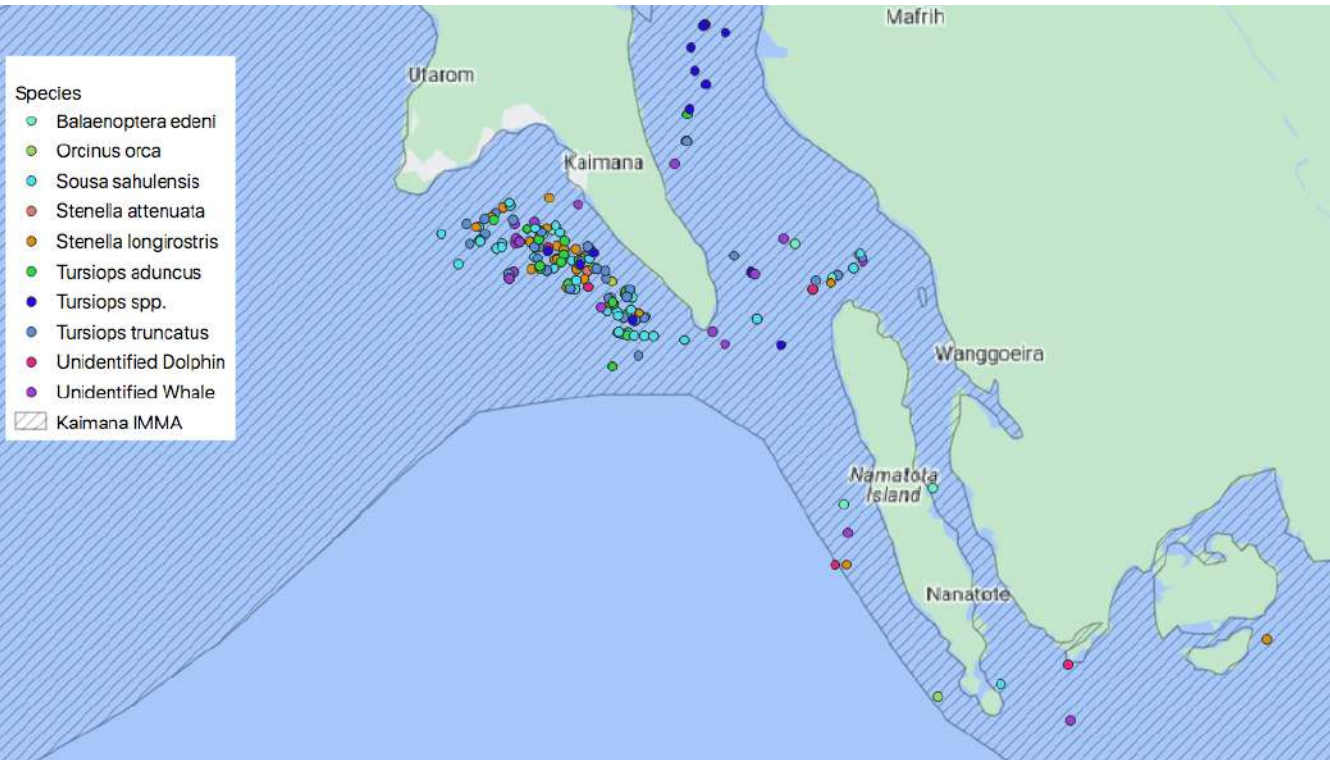 Mafrih
Utarom
Kaimana
Species
Balaenoptera edeni
Orcinus orca
Sousa sahulensis
Stenella attenuata
Stenella longirostris
Tursiops aduncus
Tursiops spp.
Tursiops truncatus
Unidentified Dolphin
Unidentified Whale
Kaimana IMMA
Wanggoeira
Namatota
Island
Nanatote